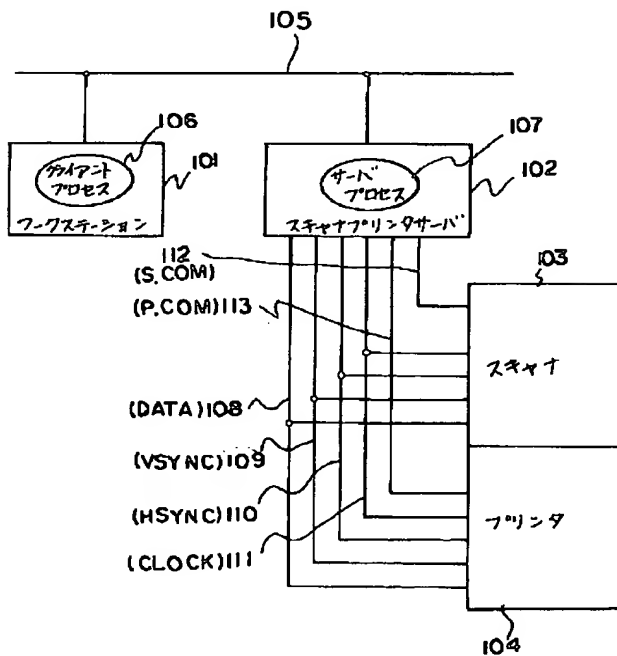 105
106
クライアント
プロセス
101
ワークステーション
107
サーバ
プロセス
102
スキャナプリンタサーバ
112
(S.COM)
(P.COM)113
103
スキャナ
(DATA)108
(VSYNC)109
(HSYNC)110
(CLOCK)111
プリンタ
104